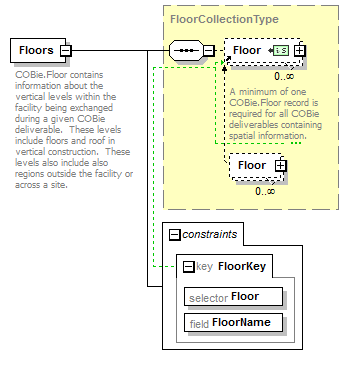 FloorCollectionType
Floors
Floor
is
0..∞
COBie.Floor contains
information about the
vertical levels within the
facility being exchanged
during a given COBie
deliverable. These levels
include floors and roof in
vertical construction. These
levels also include also
regions outside the facility or
across a site.
A minimum of one
COBie.Floor record is
required for all COBie
deliverables containing
spatial information.
Floor
0..∞
constraints
key FloorKey
selector Floor
field FloorName